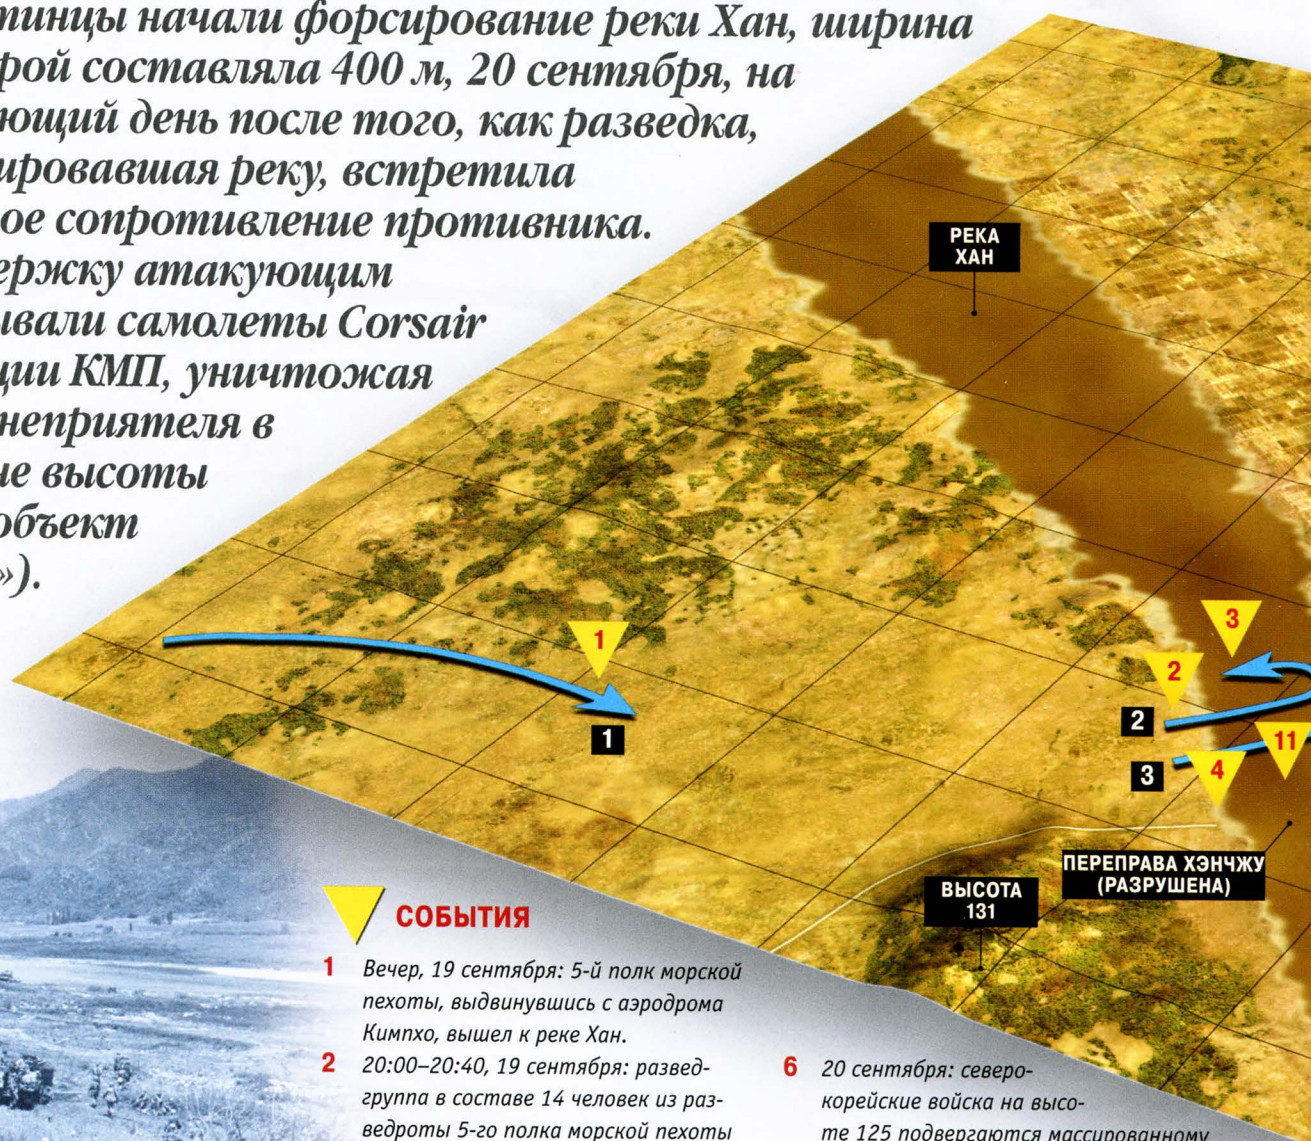 тинцы начали форсирование реки Хан, ширина
рой составляла 400 м, 20 сентября, на
ющий день после того, как разведка,
ировавшая реку, встретила
ое сопротивление противника.
ержку атакующим
ывали самолеты Corsair
ции КМП, уничтожая
неприятеля в
не высоты
объект
»).
РЕКА
ХАН
3
1
2
2
1
11
3
4
ПЕРЕПРАВА ХЭНЧЖУ
(РАЗРУШЕНА)
ВЫСОТА
131
СОБЫТИЯ
1 Вечер, 19 сентября: 5-й полк морской
пехоты, выдвинувшись с аэродрома
Кимпхо, вышел к реке Хан.
2 20:00–20:40, 19 сентября: развед-
группа в составе 14 человек из раз-
ведроты 5-го полка морской пехоты
6 20 сентября: северо-
корейские войска на высо-
те 125 подвергаются массированному